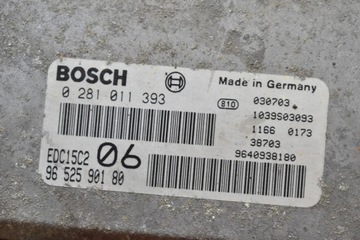 BOSCH
Made in Germany
0 281 011 393
810
030703
1039S03093
1166 0173
38703
9640938180
EDC15C2 06
96 525 901 80